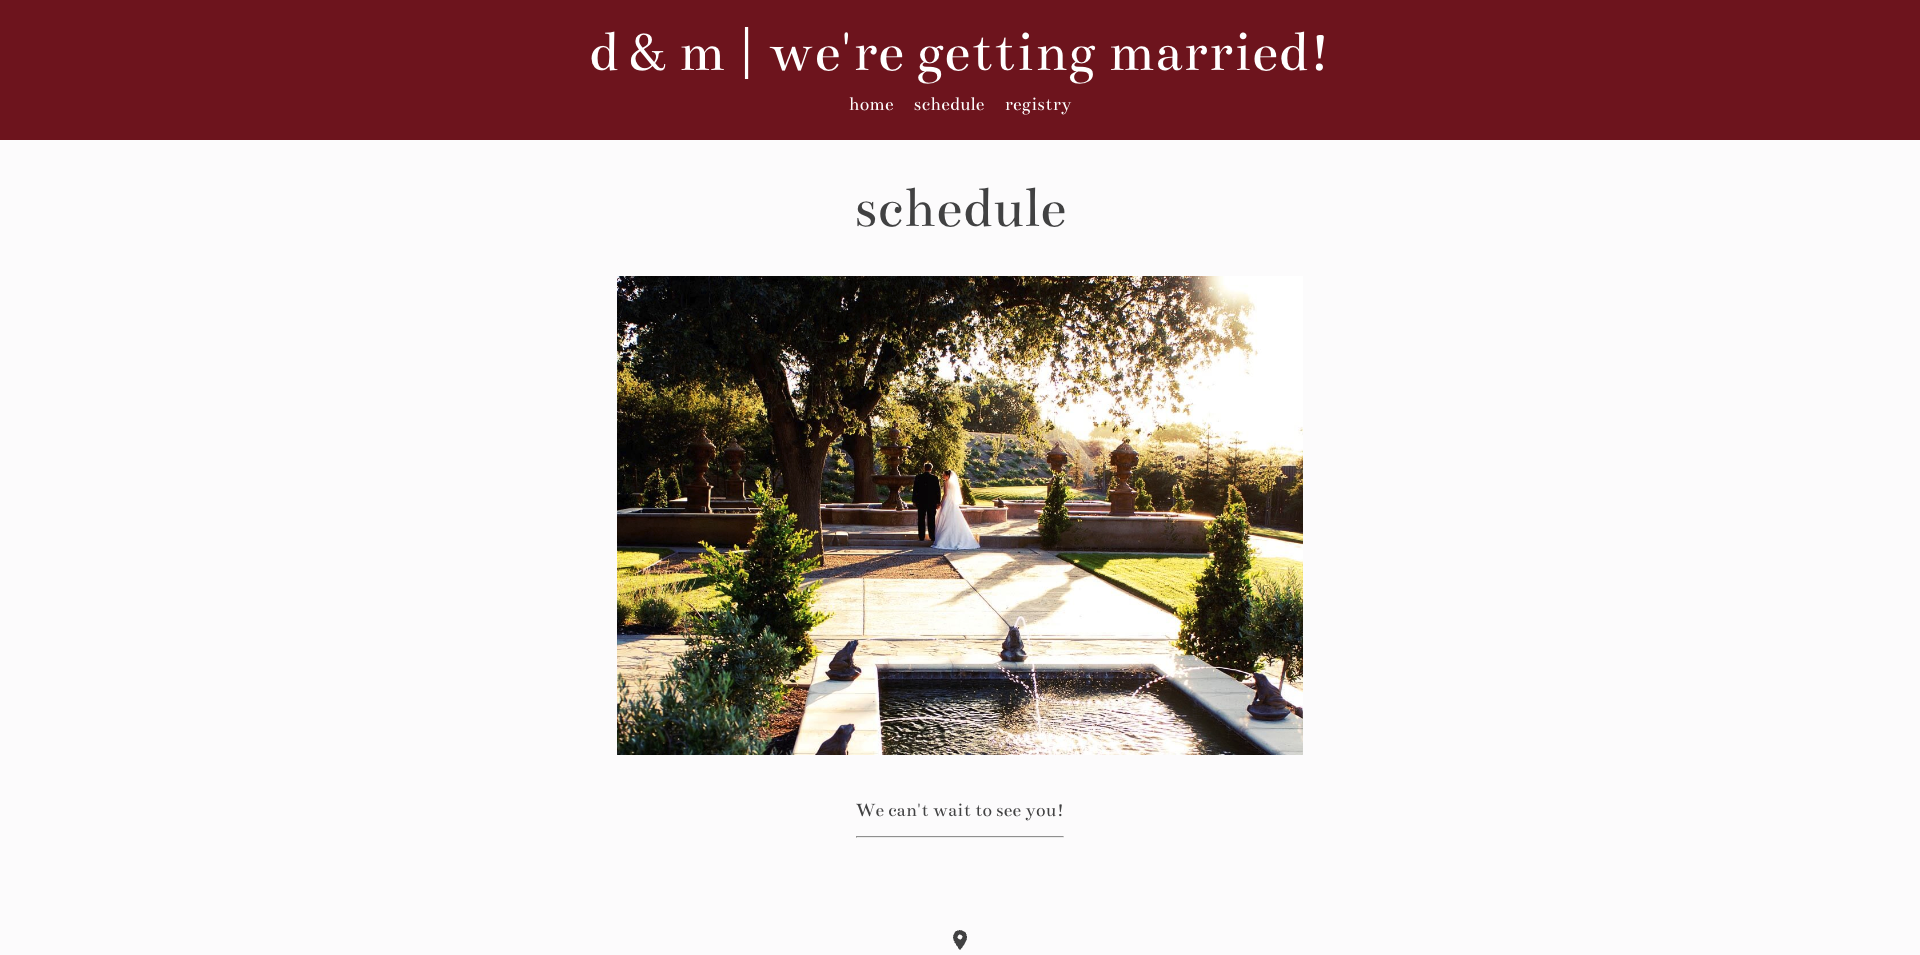 d & m | we're getting married!
home schedule registry
schedule
We can't wait to see you!